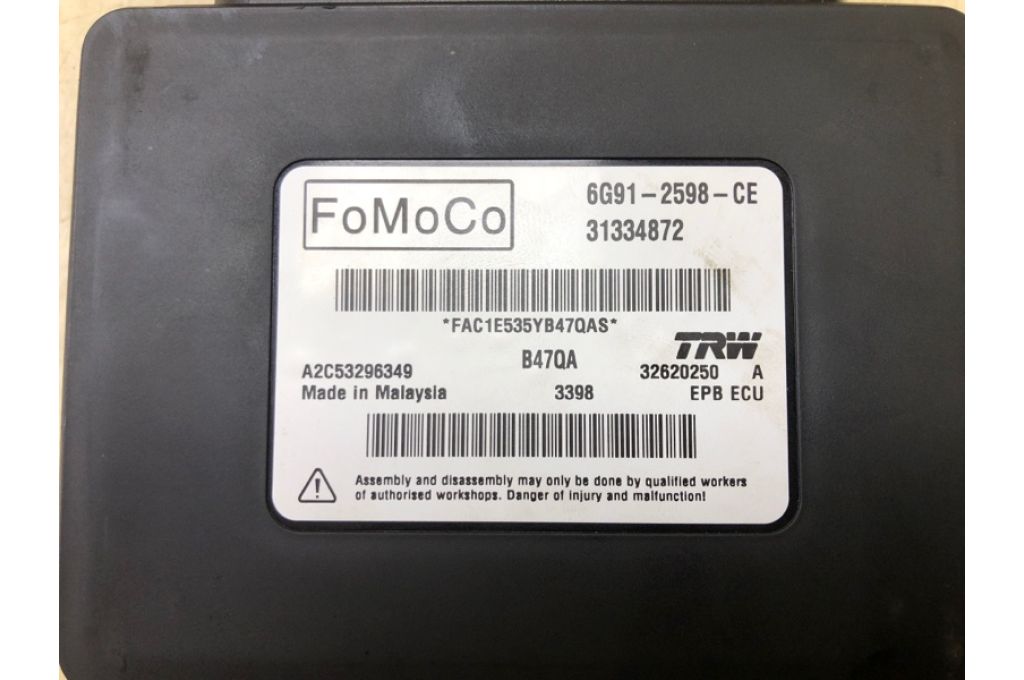 FoMoCo
6G91-2598-CE
31334872
*FAC1E535YB47QAS*
B47QA
TRW
A2C53296349
32620250 A
Made in Malaysia
3398
EPB ECU
Assembly and disassembly may only be done by qualified workers
of authorised workshops. Danger of injury and malfunction!